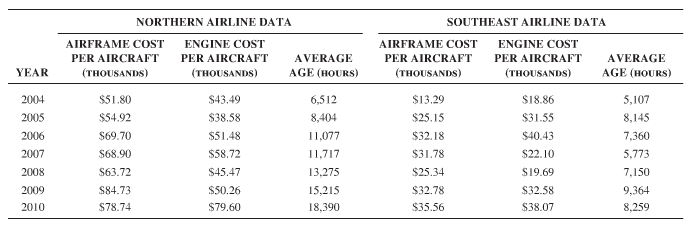 NORTHERN AIRLINE DATA SOUTHEAST AIRLINE DATA
AIRFRAME COST ENGINE COST AIRFRAME COST ENGINE COST
PER AIRCRAFT PER AIRCRAFT AVERAGE PER AIRCRAFT PER AIRCRAFT AVERAGE
YEAR (THOUSANDS) (THOUSANDS) AGE (HOURS) (THOUSANDS) (THOUSANDS) AGE (HOURS)
2004 $51.80 $43.49 6,512 $13.29 $18.86 5,107
2005 $54.92 $38.58 8,404 $25.15 $31.55 8,145
2006 $69.70 $51.48 11,077 $32.18 $40.43 7,360
2007 $68.90 $58.72 11,717 $31.78 $22.10 5,773
2008 $63.72 $45.47 13,275 $25.34 $19.69 7,150
2009 $84.73 $50.26 15,215 $32.78 $32.58 9,364
2010 $78.74 $79.60 18,390 $35.56 $38.07 8,259